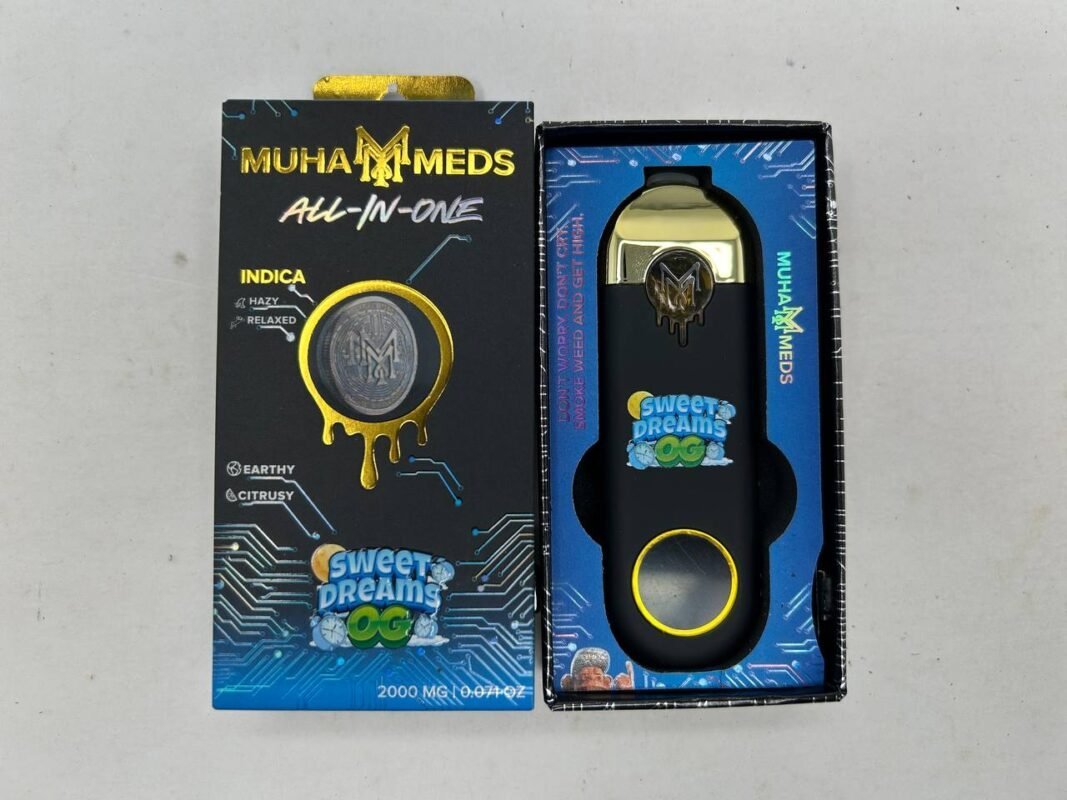 MUHA MEDS
ALL-IN-ONE
INDICA
HAZY
RELAXED
EARTHY
CITRUSY
SWEET
DREAMS
OG
2000 MG | 0.071 OZ
DON'T WORRY, DON'T CRY,
SMOKE WEED AND GET HIGH.
SWEET
DREAMS
OG
MUHA MEDS